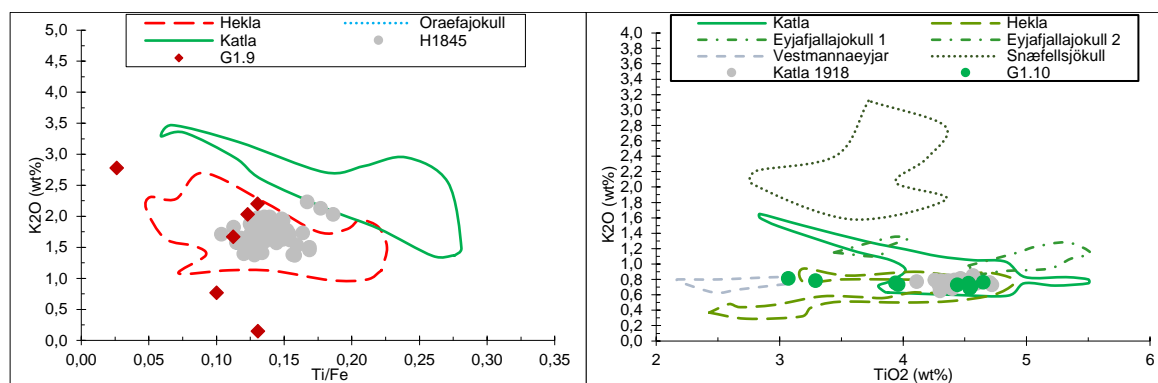 Hekla Oraefajokull
Katla H1845
G1.9
5,0
4,5
4,0
3,5
3,0
2,5
2,0
1,5
1,0
0,5
0,0
K2O (wt%)
0,00 0,05 0,10 0,15 0,20 0,25 0,30 0,35
Ti/Fe
Katla Hekla
Eyjafjallajokull 1 Eyjafjallajokull 2
Vestmannaeyjar Snæfellsjökull
Katla 1918 G1.10
4,0
3,8
3,6
3,4
3,2
3,0
2,8
2,6
2,4
2,2
2,0
1,8
1,6
1,4
1,2
1,0
0,8
0,6
0,4
0,2
0,0
K2O (wt%)
2 3 4 5 6
TiO2 (wt%)